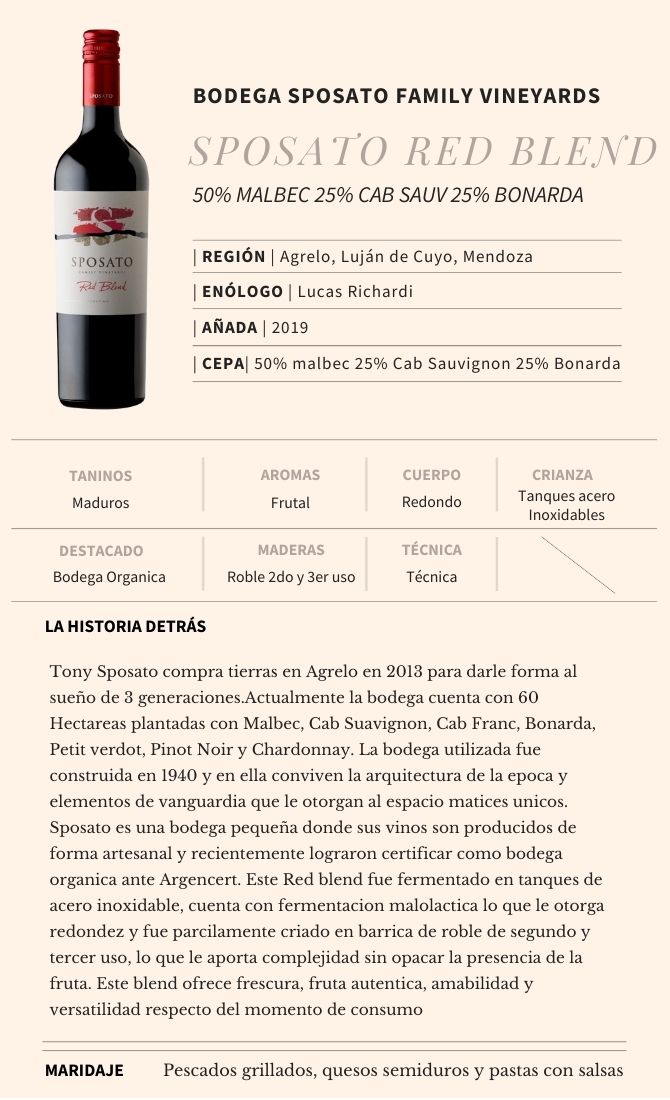 BODEGA SPOSATO FAMILY VINEYARDS
SPOSATO RED BLEND
50% MALBEC 25% CAB SAUV 25% BONARDA
| REGIÓN | Agrelo, Luján de Cuyo, Mendoza
| ENÓLOGO | Lucas Richardi
| AÑADA | 2019
| CEPA| 50% malbec 25% Cab Sauvignon 25% Bonarda
SPOSATO
SPOSATO
FAMILY VINEYARDS
Red Blend
TANINOS AROMAS CUERPO CRIANZA
Maduros Frutal Redondo Tanques acero
Inoxidables
DESTACADO MADERAS TÉCNICA
Bodega Organica Roble 2do y 3er uso Técnica
LA HISTORIA DETRÁS
Tony Sposato compra tierras en Agrelo en 2013 para darle forma al
sueño de 3 generaciones.Actualmente la bodega cuenta con 60
Hectareas plantadas con Malbec, Cab Suavignon, Cab Franc, Bonarda,
Petit verdot, Pinot Noir y Chardonnay. La bodega utilizada fue
construida en 1940 y en ella conviven la arquitectura de la epoca y
elementos de vanguardia que le otorgan al espacio matices unicos.
Sposato es una bodega pequeña donde sus vinos son producidos de
forma artesanal y recientemente lograron certificar como bodega
organica ante Argencert. Este Red blend fue fermentado en tanques de
acero inoxidable, cuenta con fermentacion malolactica lo que le otorga
redondez y fue parcilamente criado en barrica de roble de segundo y
tercer uso, lo que le aporta complejidad sin opacar la presencia de la
fruta. Este blend ofrece frescura, fruta autentica, amabilidad y
versatilidad respecto del momento de consumo
MARIDAJE Pescados grillados, quesos semiduros y pastas con salsas